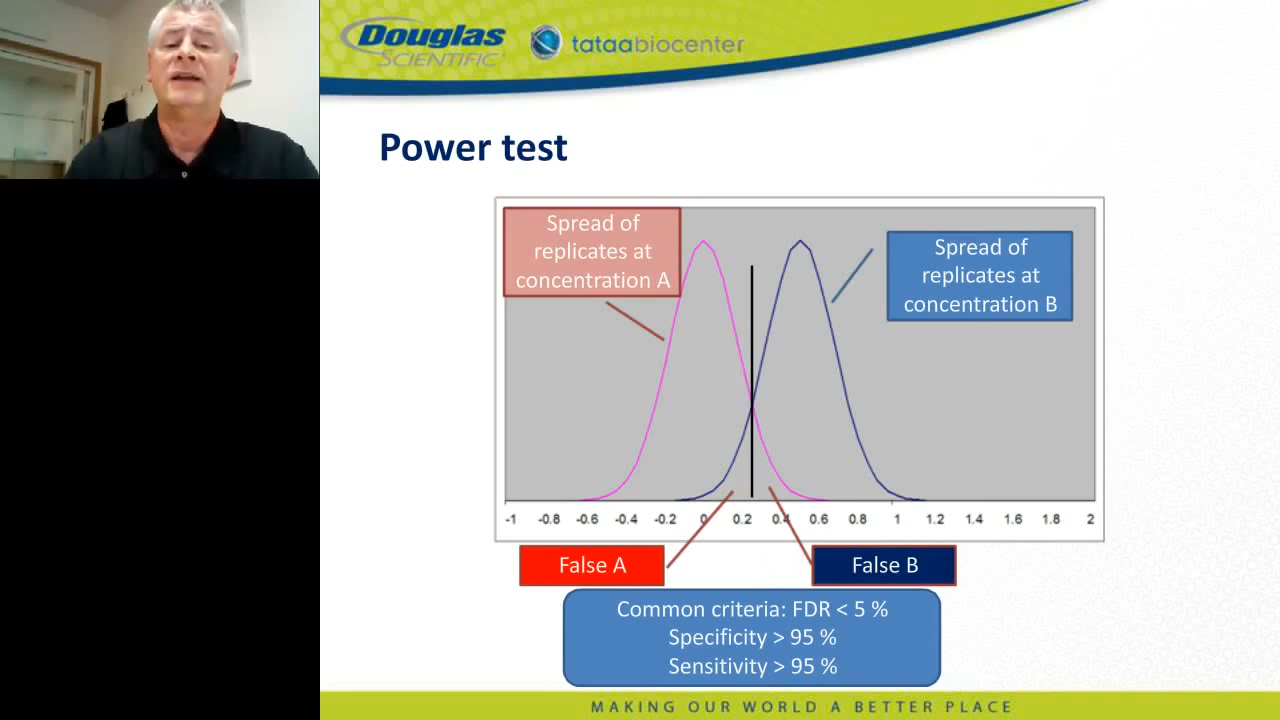 Douglas
SCIENTIFIC
tataabiocenter
Power test
Spread of
replicates at
concentration A
Spread of
replicates at
concentration B
-1 -0.8 -0.6 -0.4 -0.2 0 0.2 0.4 0.6 0.8 1 1.2 1.4 1.6 1.8 2
False A
False B
Common criteria: FDR < 5 %
Specificity > 95 %
Sensitivity > 95 %
MAKING OUR WORLD A BETTER PLACE